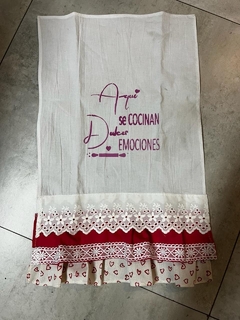 Aquí
se COCINAN
Dulces
EMOCIONES